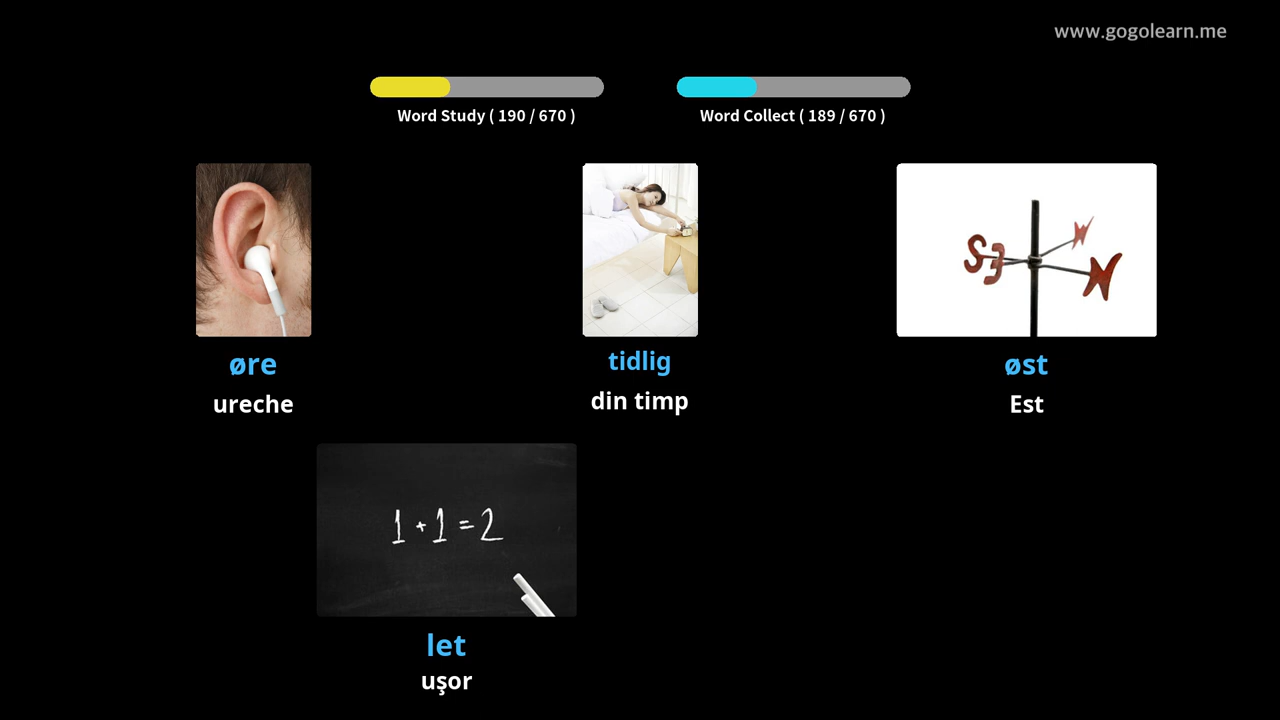 www.gogolearn.me
Word Study ( 190 / 670 )
Word Collect ( 189 / 670 )
S E N W
øre
tidlig
øst
ureche
din timp
Est
1 + 1 = 2
let
uşor